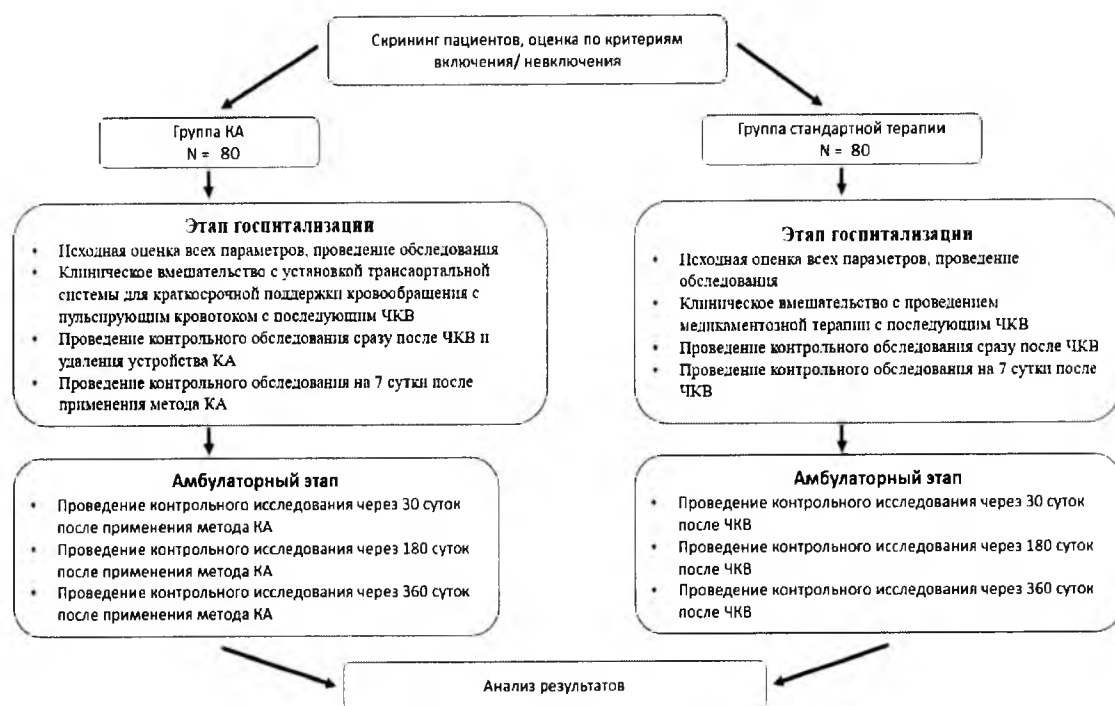 Скрининг пациентов, оценка по критериям
включения/ невключения
Группа КА
N = 80
Группа стандартной терапии
N = 80
Этап госпитализации
• Исходная оценка всех параметров, проведение обследования
• Клиническое вмешательство с установкой трансаортальной
системы для краткосрочной поддержки кровообращения с
пульсирующим кровотоком с последующим ЧКВ
• Проведение контрольного обследования сразу после ЧКВ и
удаления устройства КА
• Проведение контрольного обследования на 7 сутки после
применения метода КА
Этап госпитализации
• Исходная оценка всех параметров, проведение
обследования
• Клиническое вмешательство с проведением
медикаментозной терапии с последующим ЧКВ
• Проведение контрольного обследования сразу после ЧКВ
• Проведение контрольного обследования на 7 сутки после
ЧКВ
Амбулаторный этап
• Проведение контрольного исследования через 30 суток
после применения метода КА
• Проведение контрольного исследования через 180 суток
после применения метода КА
• Проведение контрольного исследования через 360 суток
после применения метода КА
Амбулаторный этап
• Проведение контрольного исследования через 30 суток
после ЧКВ
• Проведение контрольного исследования через 180 суток
после ЧКВ
• Проведение контрольного исследования через 360 суток
после ЧКВ
Анализ результатов